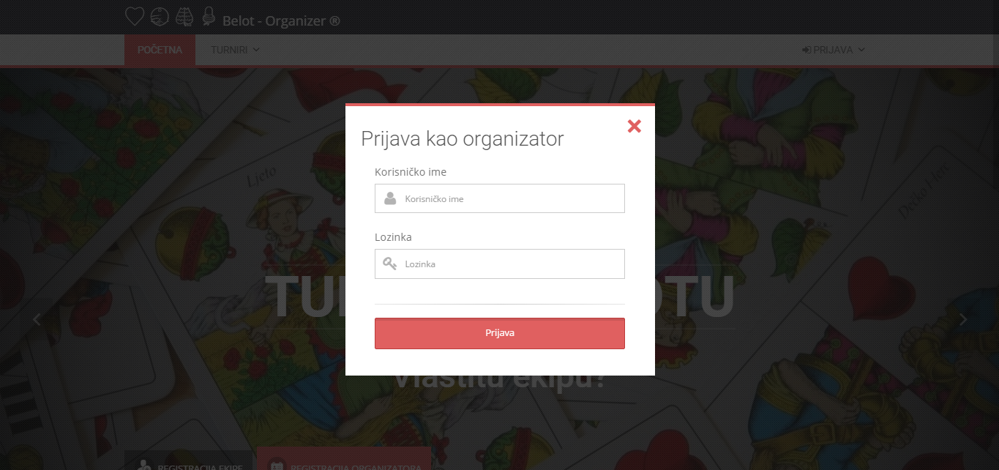 Belot - Organizer ®
POČETNA
TURNIRI
PRIJAVA
Prijava kao organizator
Korisničko ime
Korisničko ime
Lozinka
Lozinka
Prijava
Ljeto
Dečko Herc
TU OTU
vlastitu ekipu?
REGISTRACIJA EKIPE
REGISTRACIJA ORGANIZATORA